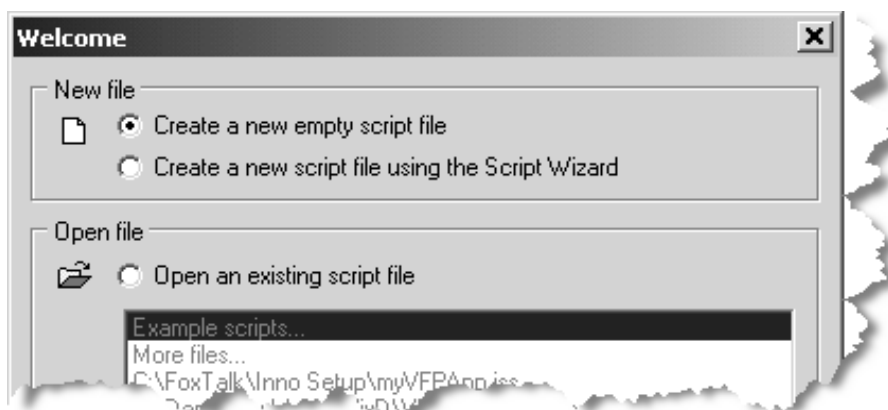 Welcome
New file
Create a new empty script file
Create a new script file using the Script Wizard
Open file
Open an existing script file
Example scripts...
More files...
C:\FoxTalk\Inno Setup\myVFPApp.iss